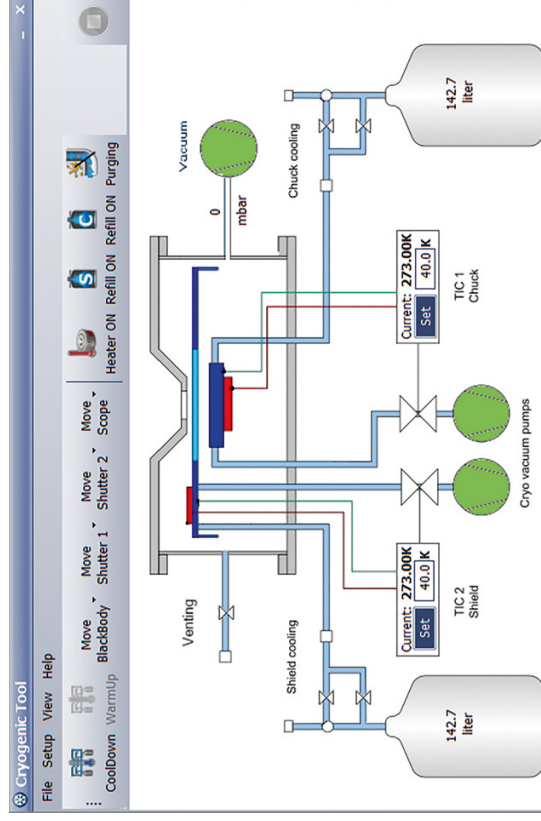 Cryogenic Tool
File Setup View Help
CoolDown WarmUp
Move
BlackBody
Move
Shutter 1
Move
Shutter 2
Move
Scope
Heater ON
S
Refill ON
C
Refill ON
Purging
Venting
0
mbar
Vacuum
Shield cooling
Chuck cooling
Current: 273.00K
Set 40.0 K
TIC 2
Shield
Current: 273.00K
Set 40.0 K
TIC 1
Chuck
Cryo vacuum pumps
142.7
liter
142.7
liter